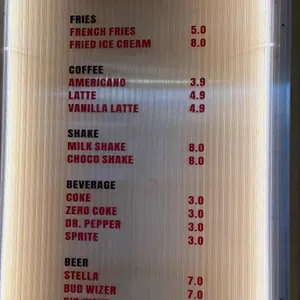 FRIES
FRENCH FRIES 5.0
FRIED ICE CREAM 8.0
COFFEE
AMERICANO 3.9
LATTE 4.9
VANILLA LATTE 4.9
SHAKE
MILK SHAKE 8.0
CHOCO SHAKE 8.0
BEVERAGE
COKE 3.0
ZERO COKE 3.0
DR. PEPPER 3.0
SPRITE 3.0
BEER
STELLA 7.0
BUD WIZER 7.0